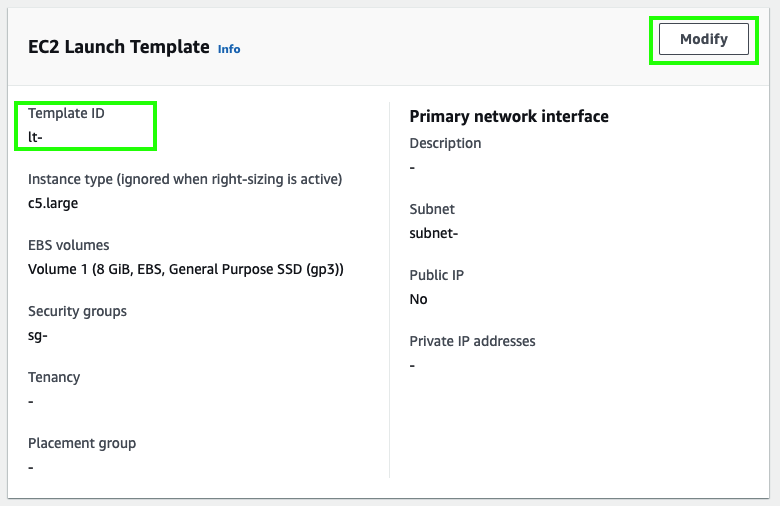 EC2 Launch Template Info
Modify
Template ID
lt-
Instance type (ignored when right-sizing is active)
c5.large
EBS volumes
Volume 1 (8 GiB, EBS, General Purpose SSD (gp3))
Security groups
sg-
Tenancy
-
Placement group
-
Primary network interface
Description
-
Subnet
subnet-
Public IP
No
Private IP addresses
-